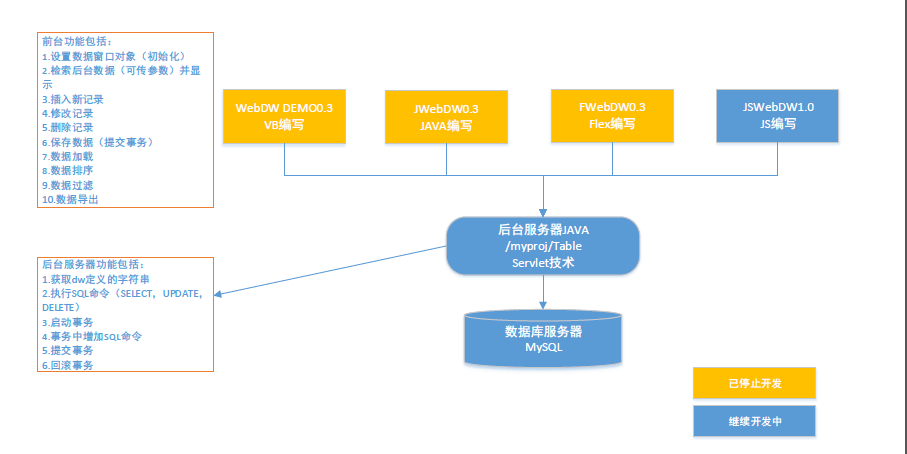 前台功能包括：
1.设置数据窗口对象（初始化）
2.检索后台数据（可传参数）并显
示
3.插入新记录
4.修改记录
5.删除记录
6.保存数据（提交事务）
7.数据加载
8.数据排序
9.数据过滤
10.数据导出
WebDW DEMO0.3
VB编写
JWebDW0.3
JAVA编写
FWebDW0.3
Flex编写
JSWebDW1.0
JS编写
后台服务器JAVA
/myproj/Table
Servlet技术
后台服务器功能包括：
1.获取dw定义的字符串
2.执行SQL命令（SELECT，UPDATE，
DELETE）
3.启动事务
4.事务中增加SQL命令
5.提交事务
6.回滚事务
数据库服务器
MySQL
已停止开发
继续开发中